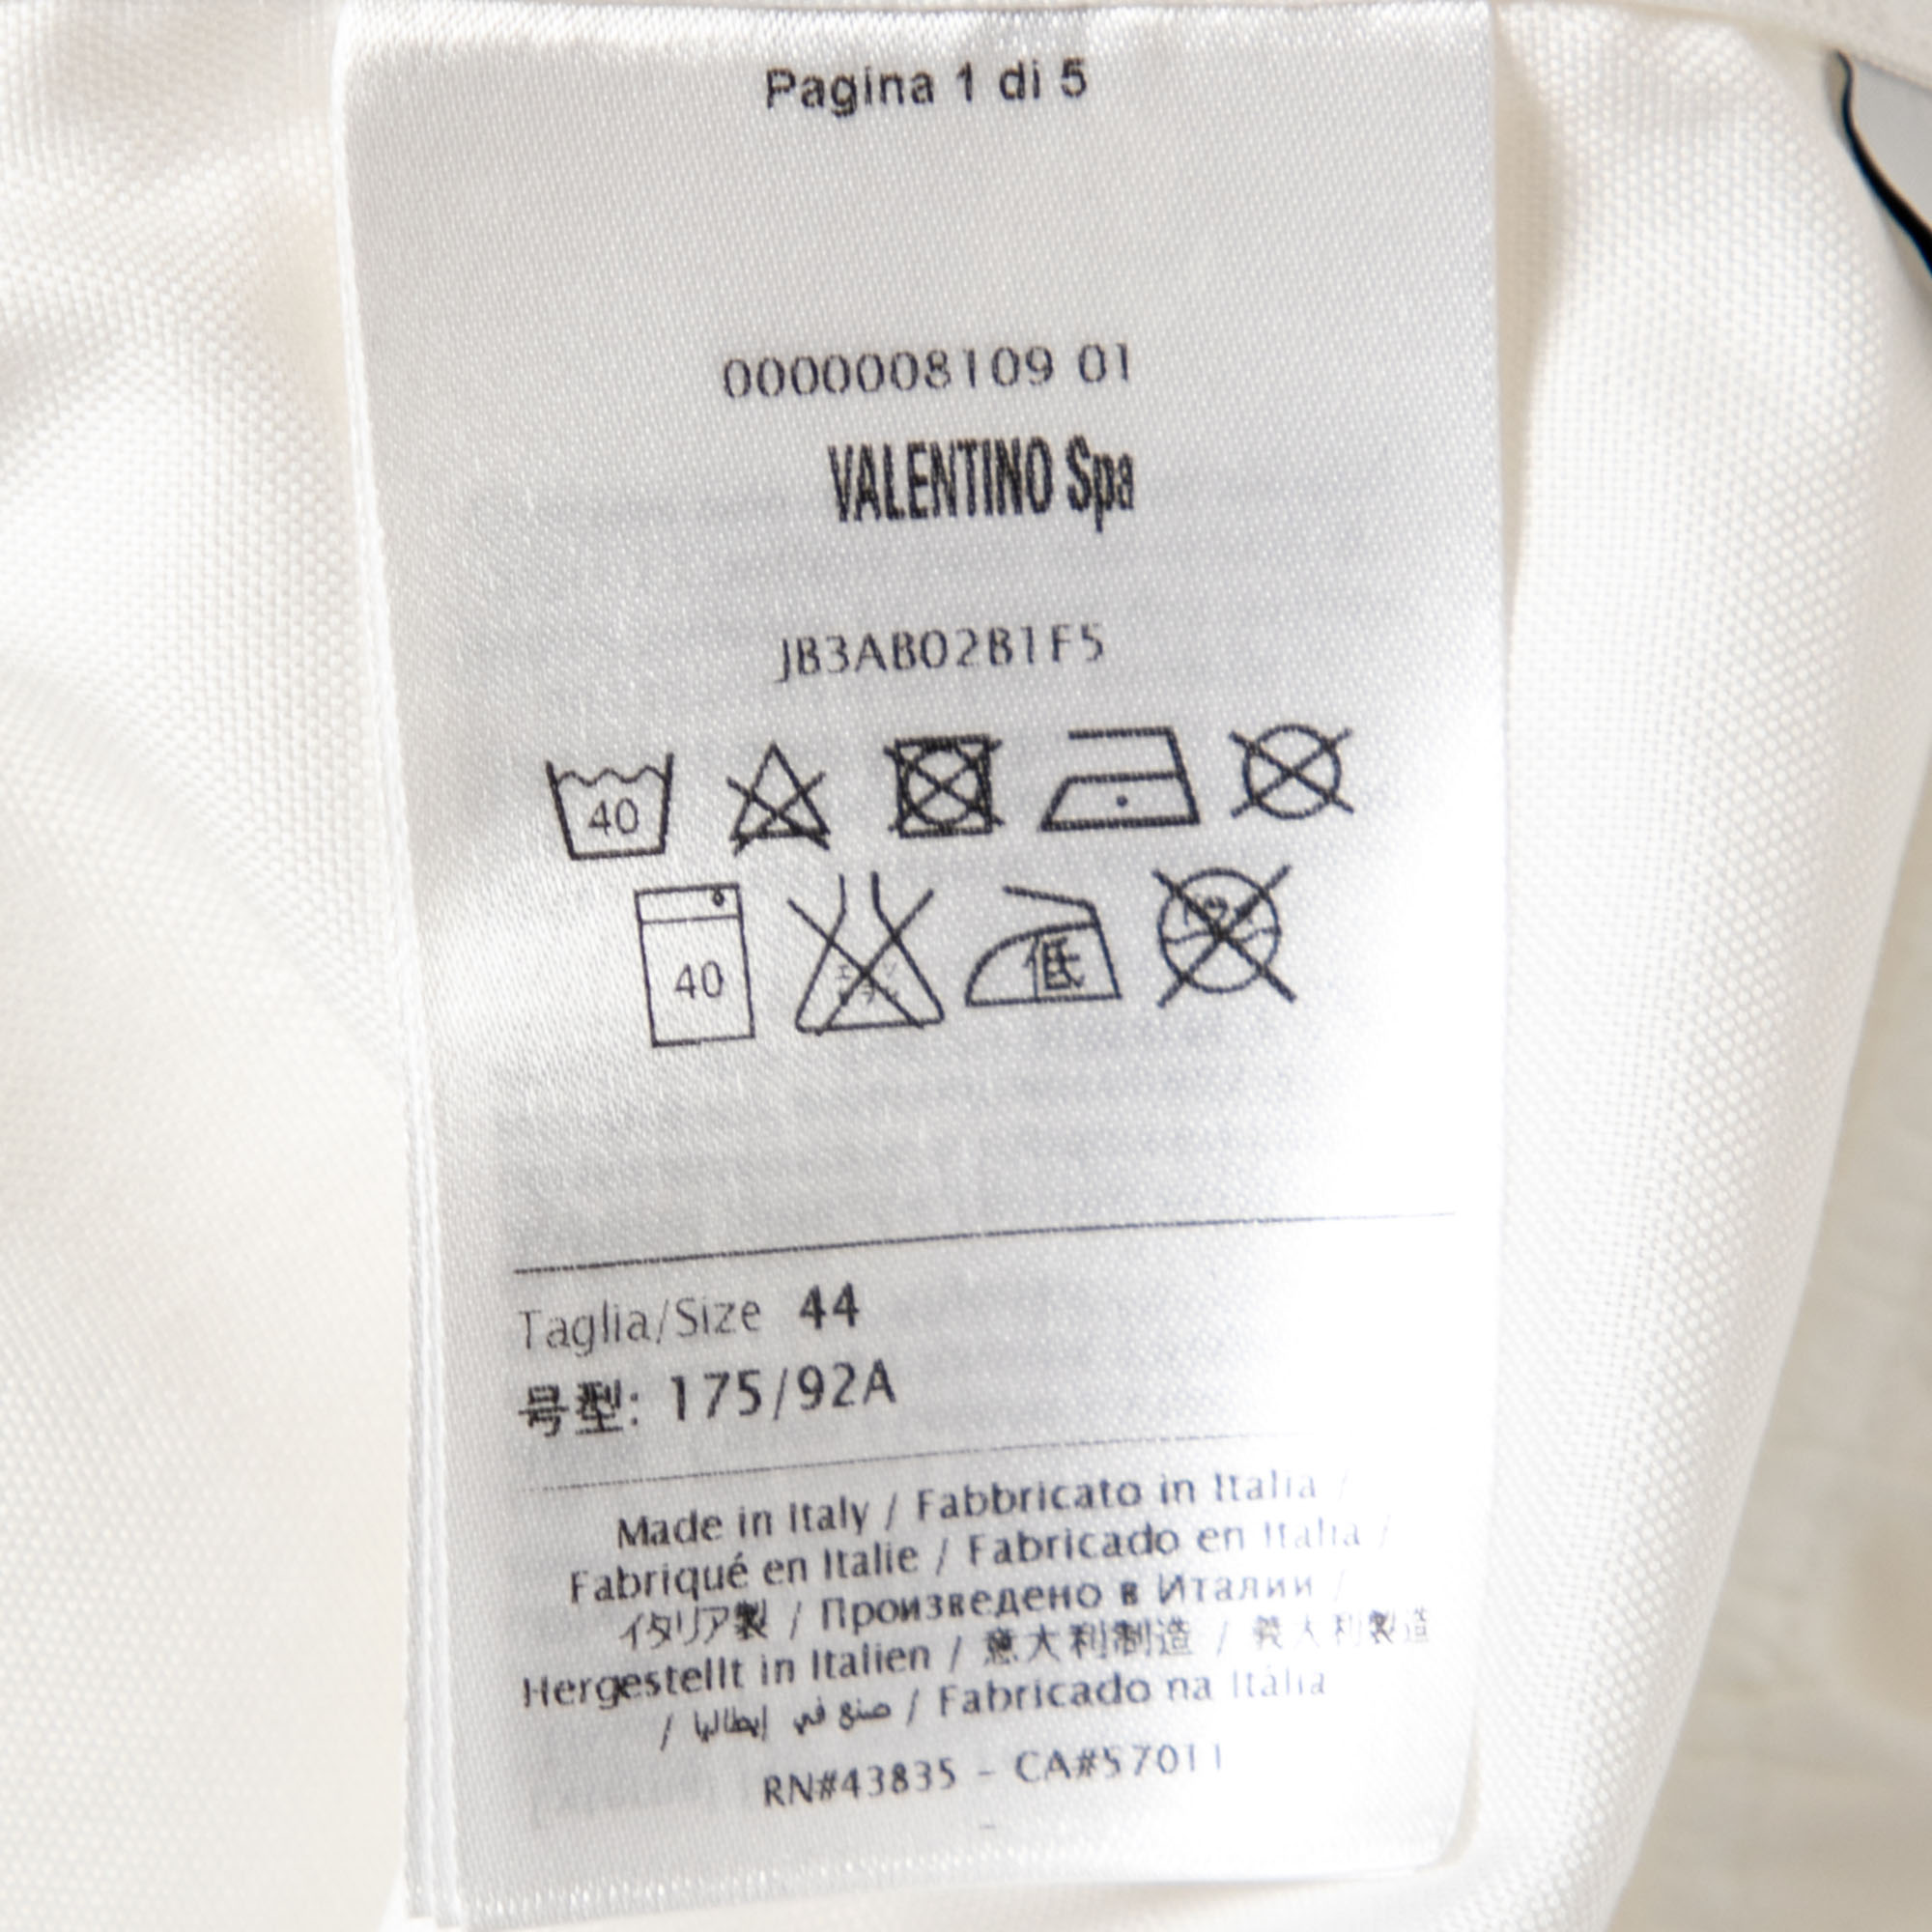 Pagina 1 di 5
0000008109 01
VALENTINO Spa
JB3AB02B1F5
40
40 低
Taglia/Size 44
号型: 175/92A
Made in Italy / Fabbricato in Italia /
Fabriqué en Italie / Fabricado en Italia /
イタリア製 / Произведено в Италии /
Hergestellt in Italien / 意大利制造 / 義大利製造
/ صنع في إيطاليا / Fabricado na Itália
RN#43835 - CA#57011